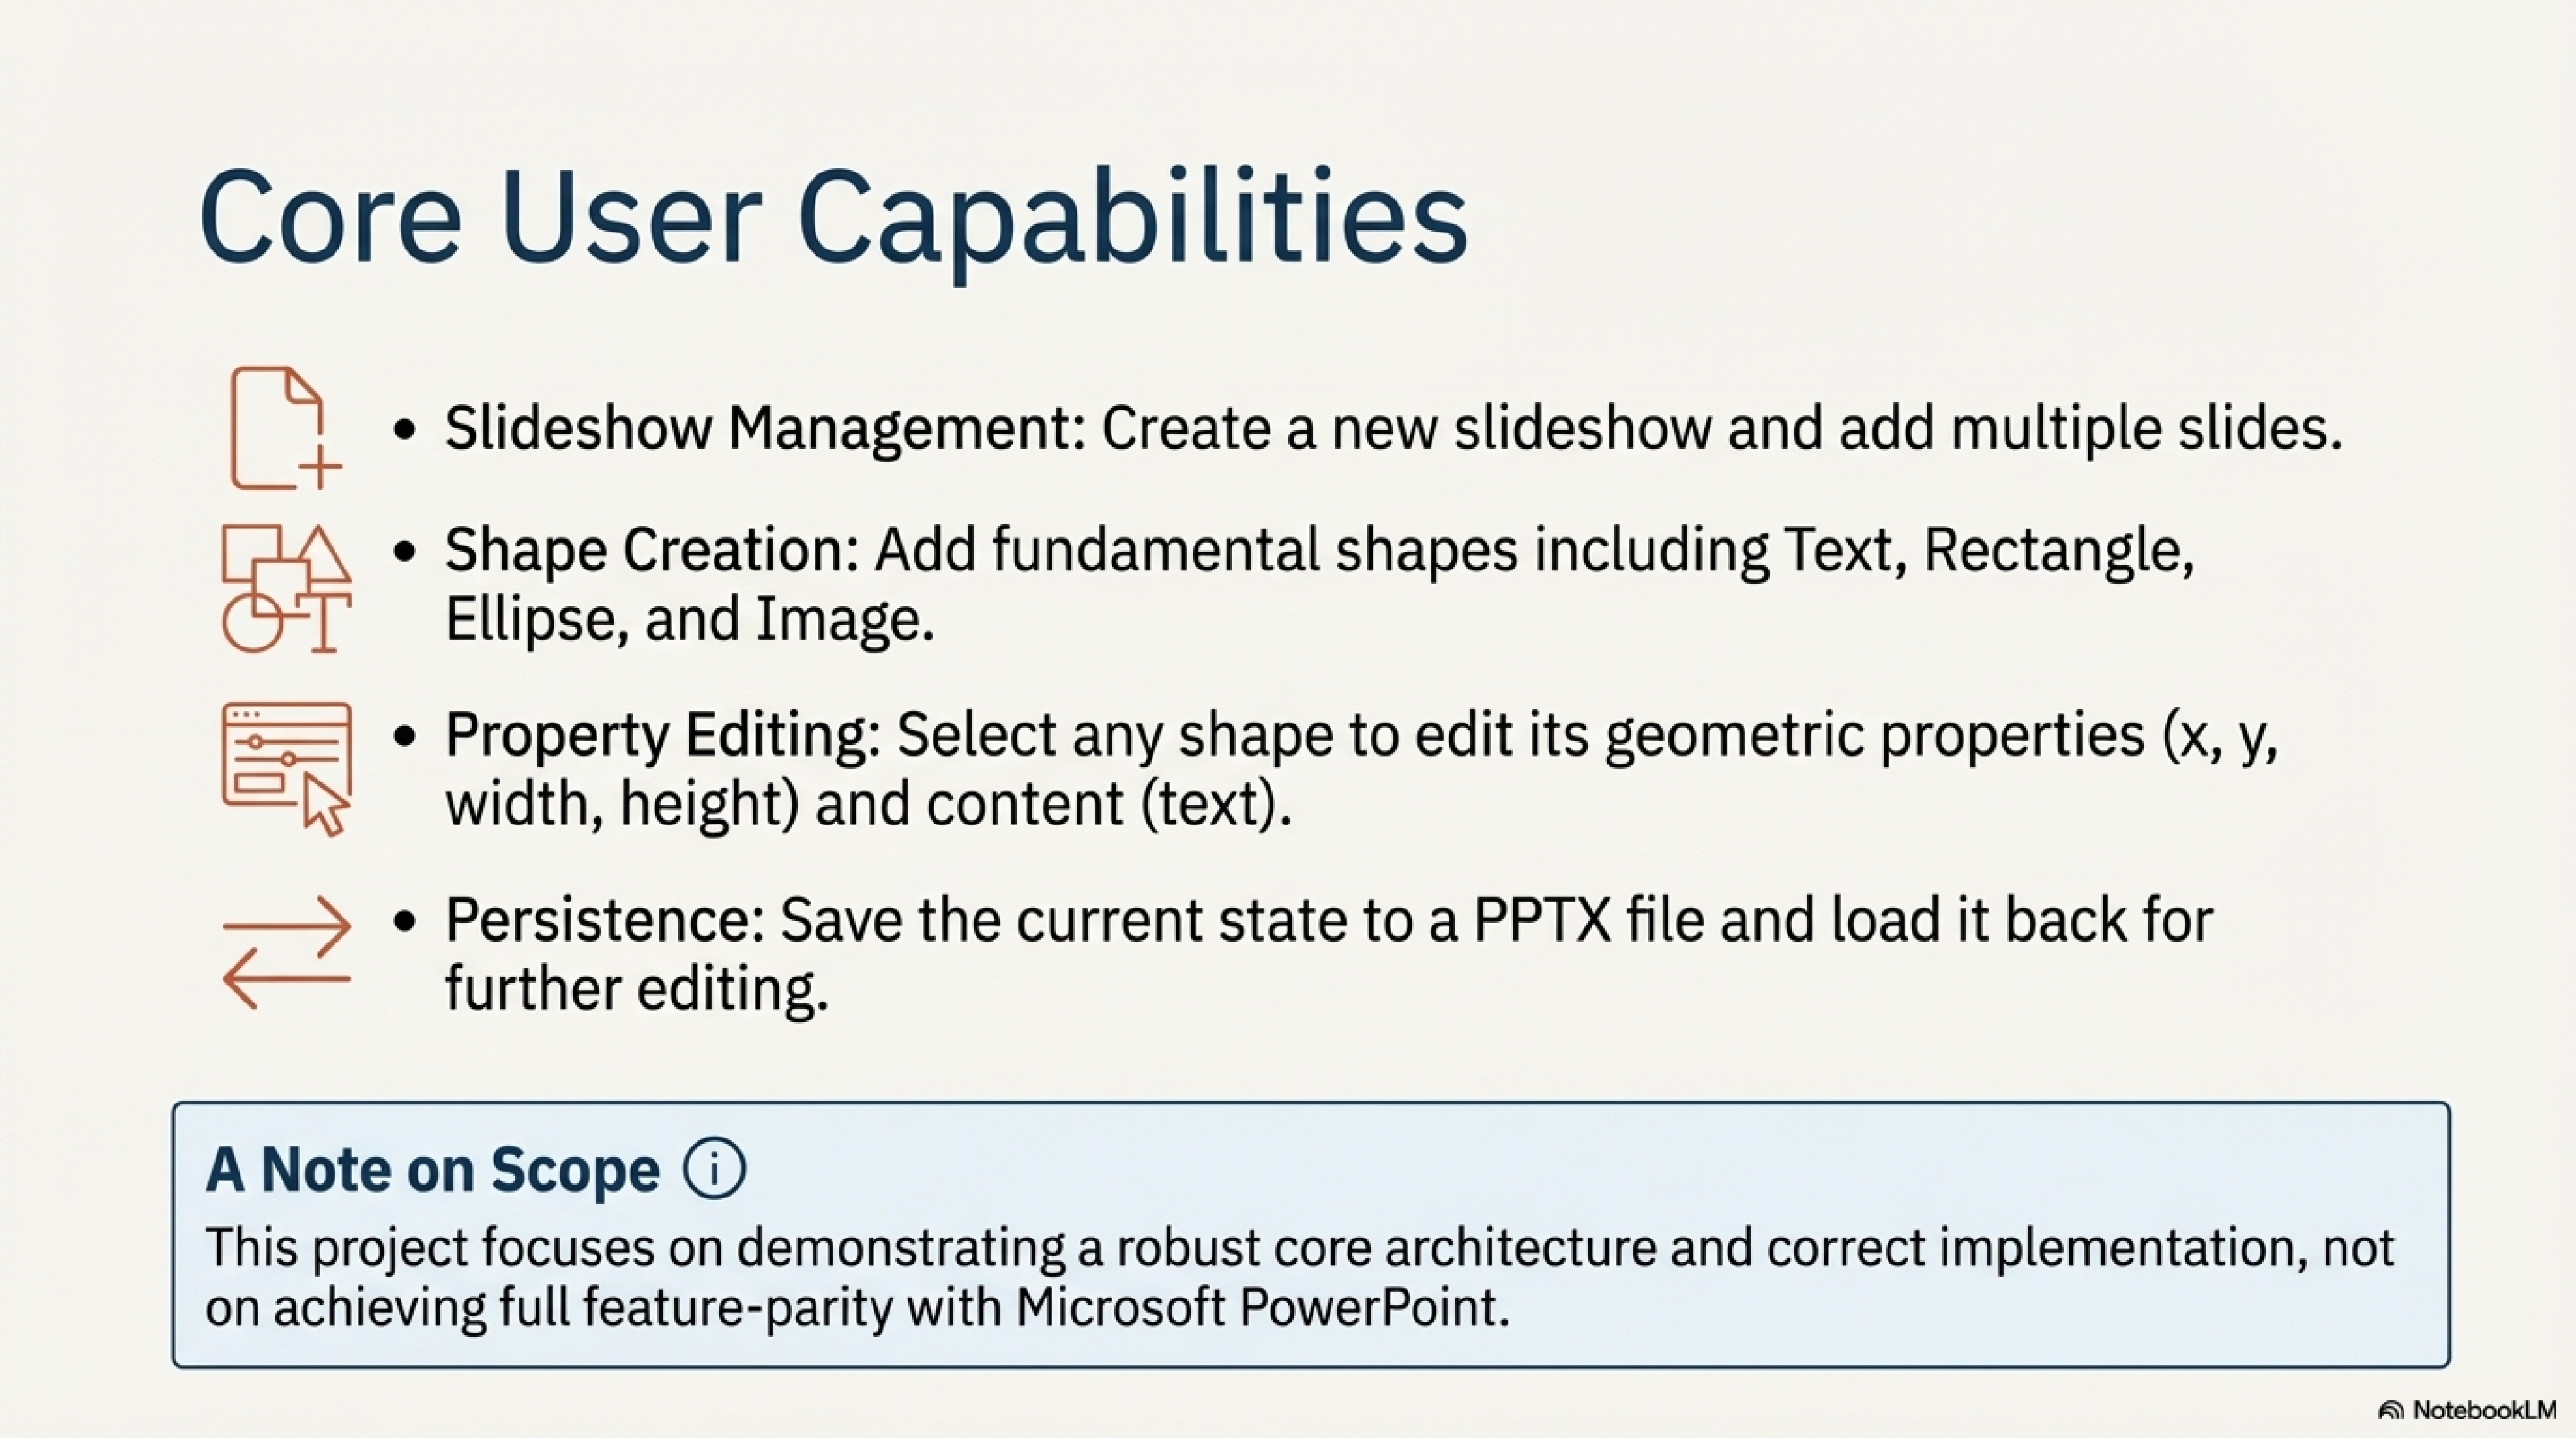 Core User Capabilities
• Slideshow Management: Create a new slideshow and add multiple slides.
• Shape Creation: Add fundamental shapes including Text, Rectangle,
Ellipse, and Image.
• Property Editing: Select any shape to edit its geometric properties (x, y,
width, height) and content (text).
• Persistence: Save the current state to a PPTX file and load it back for
further editing.
A Note on Scope
This project focuses on demonstrating a robust core architecture and correct implementation, not
on achieving full feature-parity with Microsoft PowerPoint.
NotebookLM